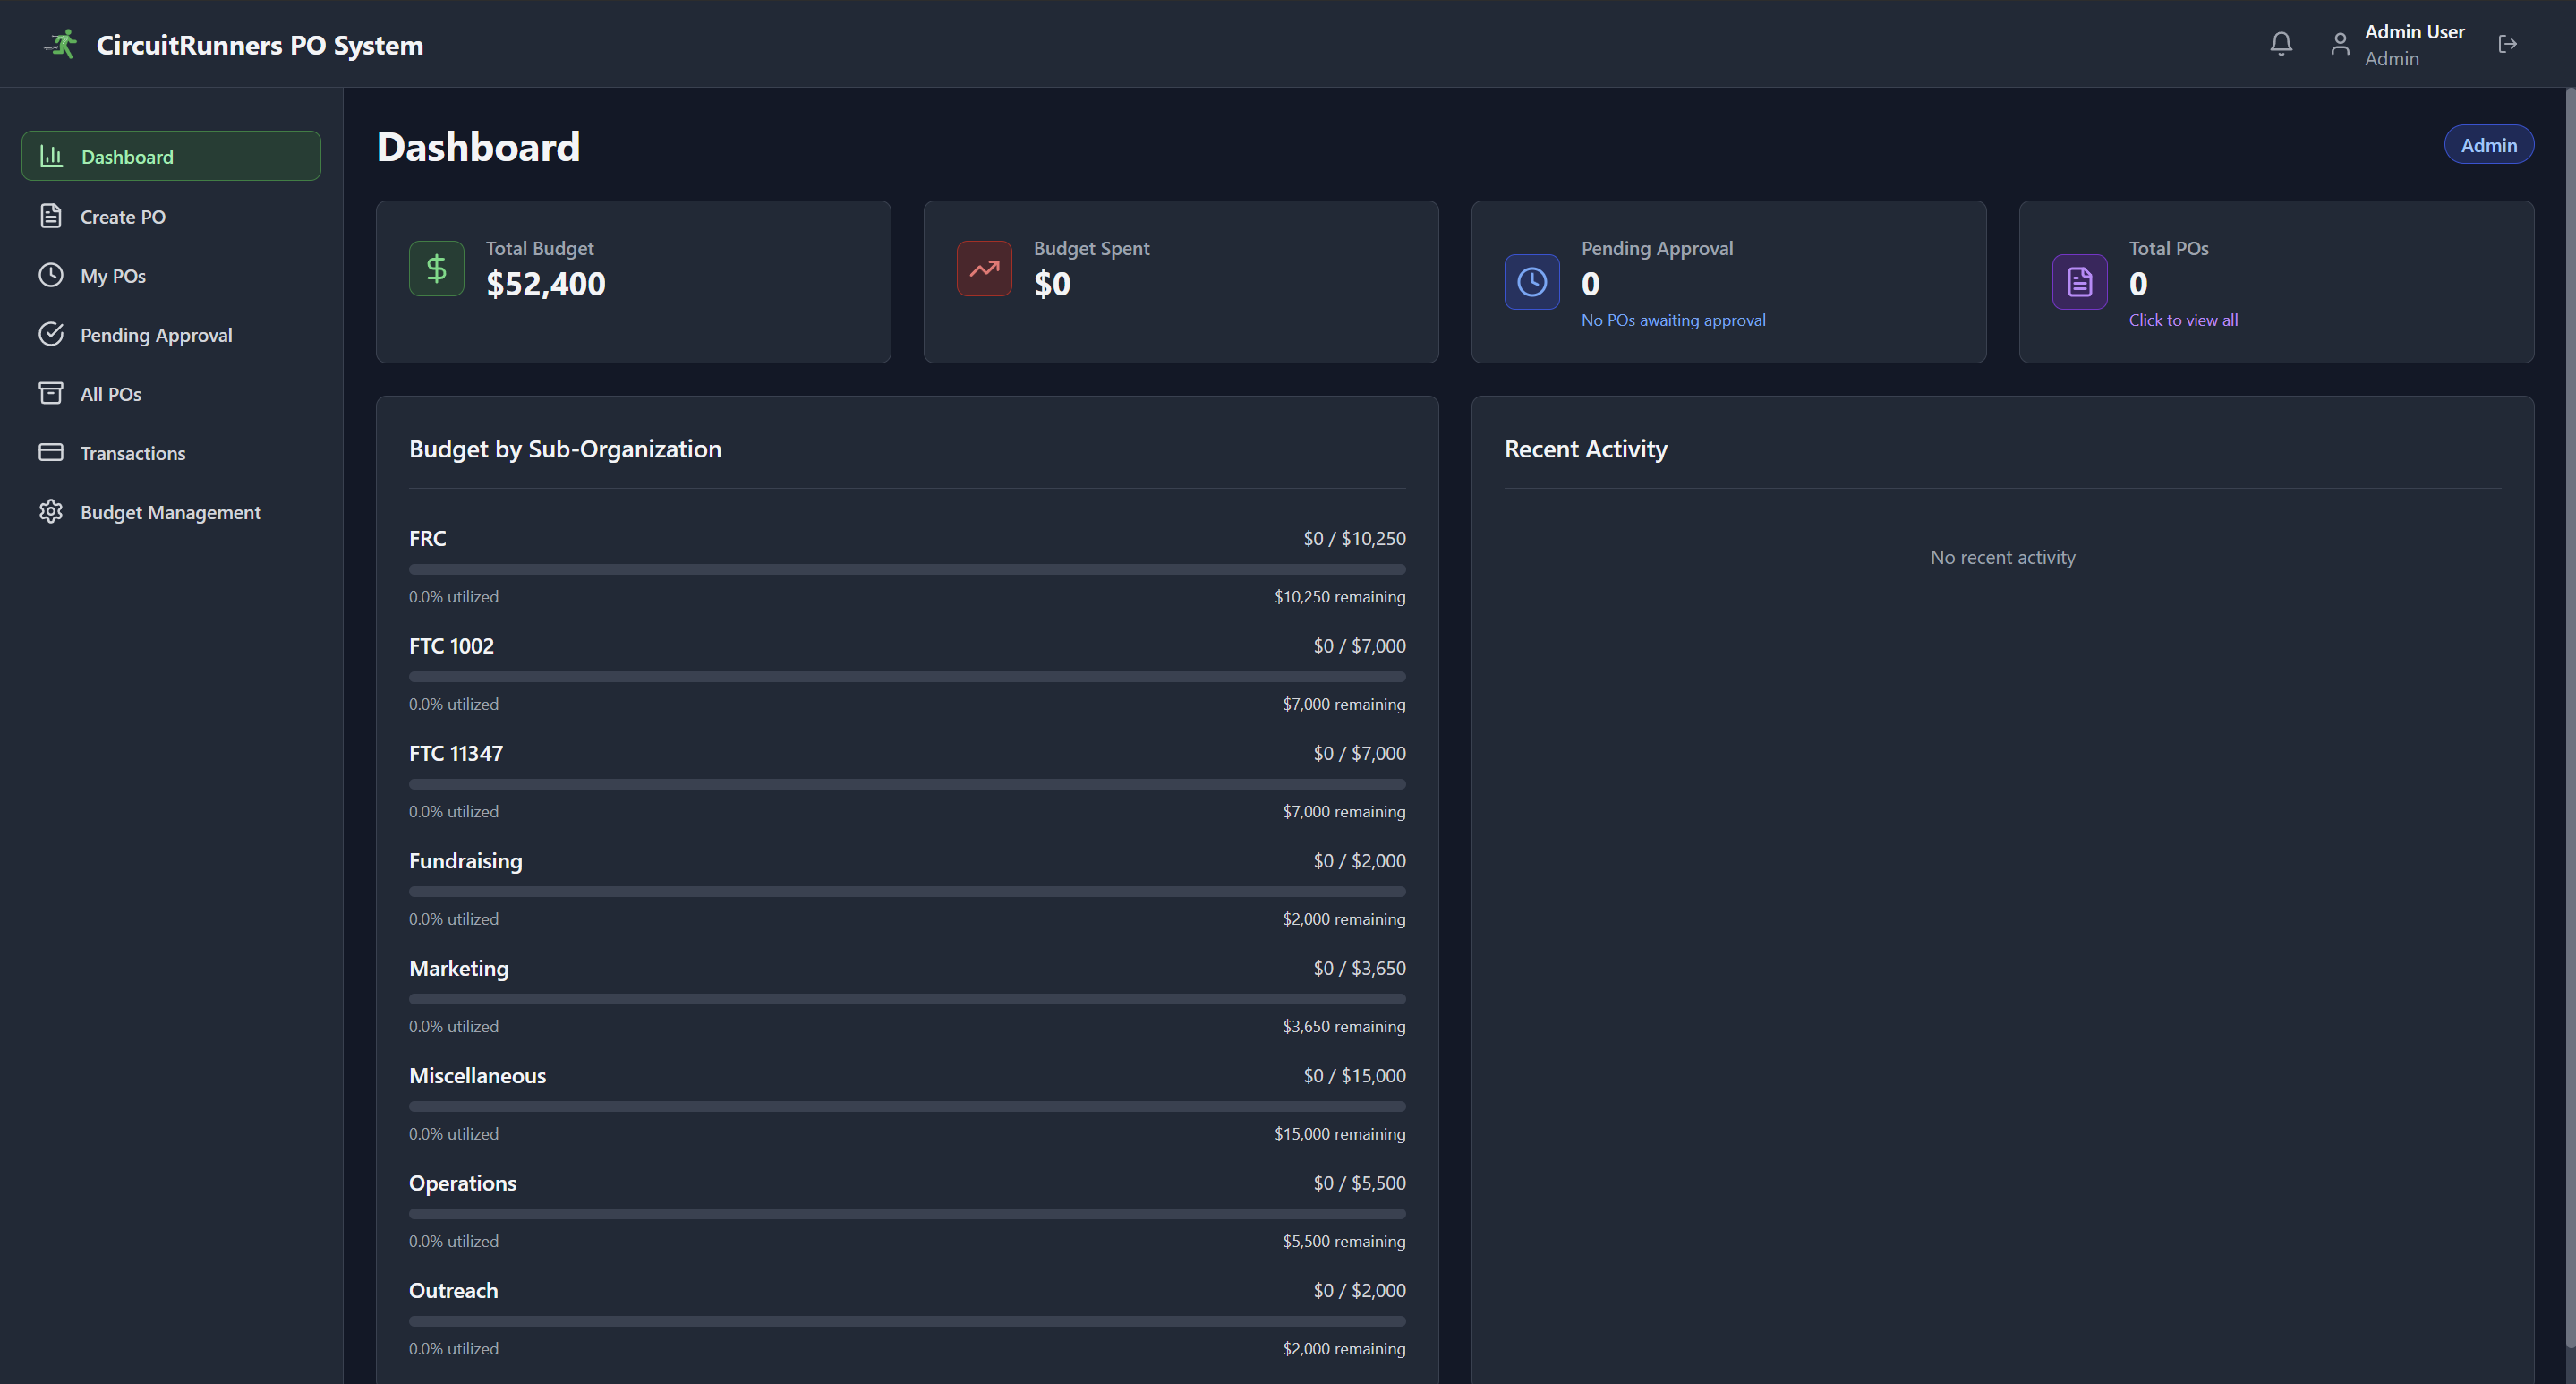 CircuitRunners PO System
Admin User
Admin
Dashboard
Create PO
My POs
Pending Approval
All POs
Transactions
Budget Management
Dashboard
Admin
Total Budget
$52,400
Budget Spent
$0
Pending Approval
0
No POs awaiting approval
Total POs
0
Click to view all
Budget by Sub-Organization
FRC $0 / $10,250
0.0% utilized $10,250 remaining
FTC 1002 $0 / $7,000
0.0% utilized $7,000 remaining
FTC 11347 $0 / $7,000
0.0% utilized $7,000 remaining
Fundraising $0 / $2,000
0.0% utilized $2,000 remaining
Marketing $0 / $3,650
0.0% utilized $3,650 remaining
Miscellaneous $0 / $15,000
0.0% utilized $15,000 remaining
Operations $0 / $5,500
0.0% utilized $5,500 remaining
Outreach $0 / $2,000
0.0% utilized $2,000 remaining
Recent Activity
No recent activity